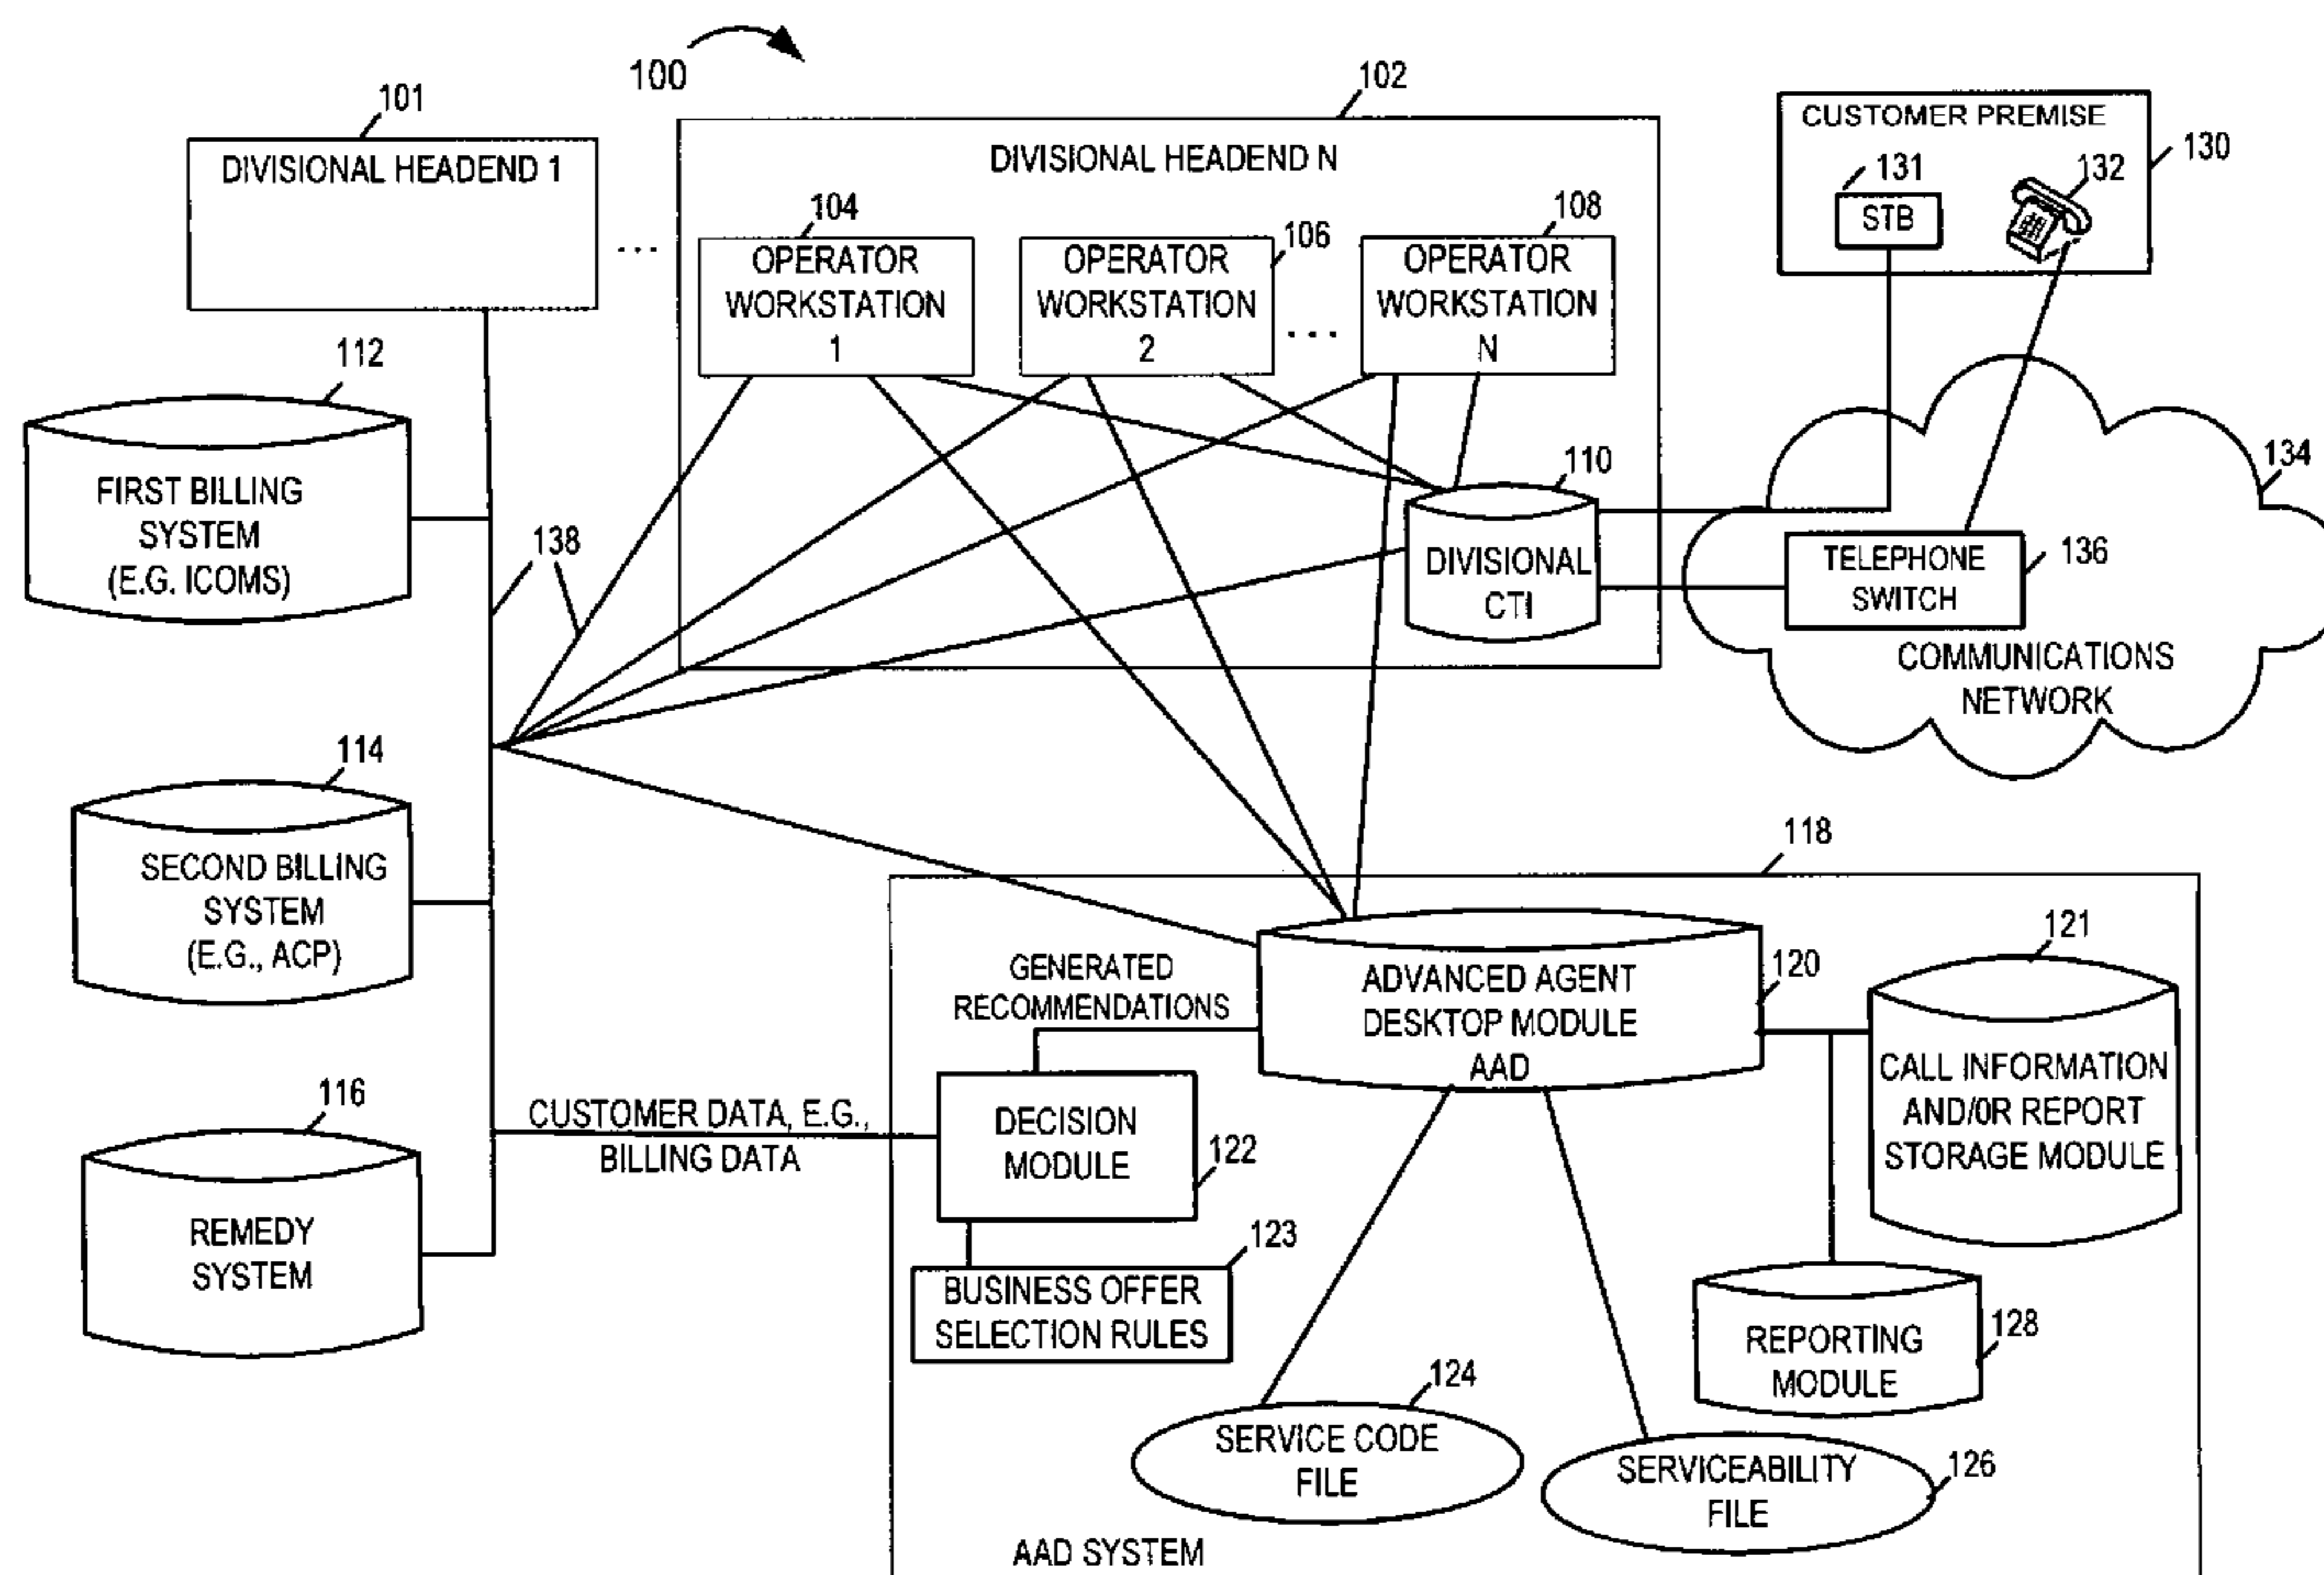 100
101
DIVISIONAL HEADEND 1
...
102
DIVISIONAL HEADEND N
104
OPERATOR
WORKSTATION
1
106
OPERATOR
WORKSTATION
2
...
108
OPERATOR
WORKSTATION
N
110
DIVISIONAL
CTI
CUSTOMER PREMISE
130
131
STB
132
134
TELEPHONE
SWITCH
136
COMMUNICATIONS
NETWORK
112
FIRST BILLING
SYSTEM
(E.G. ICOMS)
138
114
SECOND BILLING
SYSTEM
(E.G., ACP)
116
REMEDY
SYSTEM
CUSTOMER DATA, E.G.,
BILLING DATA
118
GENERATED
RECOMMENDATIONS
ADVANCED AGENT
DESKTOP MODULE
AAD
120
121
CALL INFORMATION
AND/OR REPORT
STORAGE MODULE
DECISION
MODULE
122
123
BUSINESS OFFER
SELECTION RULES
REPORTING
MODULE
128
124
SERVICE CODE
FILE
SERVICEABILITY
FILE
126
AAD SYSTEM